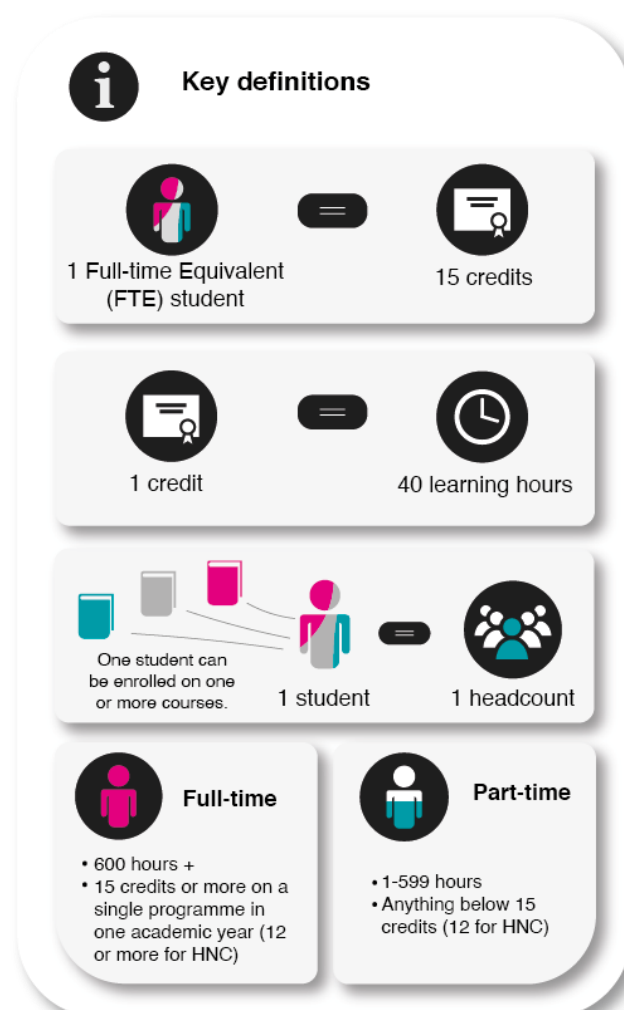 Key definitions
1 Full-time Equivalent
(FTE) student
=
15 credits
1 credit
=
40 learning hours
One student can
be enrolled on one
or more courses.
1 student
=
1 headcount
Full-time
• 600 hours +
• 15 credits or more on a
single programme in
one academic year (12
or more for HNC)
Part-time
• 1-599 hours
• Anything below 15
credits (12 for HNC)